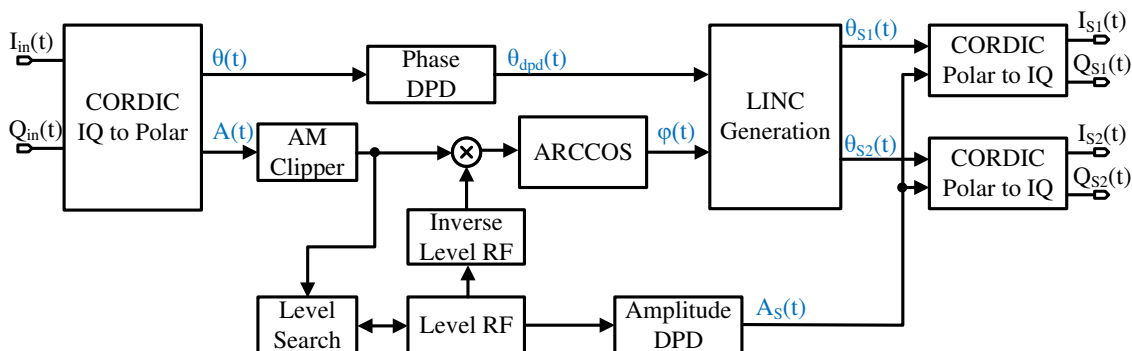 I_in(t)
Q_in(t)
CORDIC
IQ to Polar
θ(t)
A(t)
Phase
DPD
θ_dpd(t)
AM
Clipper
ARCCOS
φ(t)
Inverse
Level RF
Level
Search
Level RF
Amplitude
DPD
A_S(t)
LINC
Generation
θ_S1(t)
θ_S2(t)
CORDIC
Polar to IQ
I_S1(t)
Q_S1(t)
CORDIC
Polar to IQ
I_S2(t)
Q_S2(t)